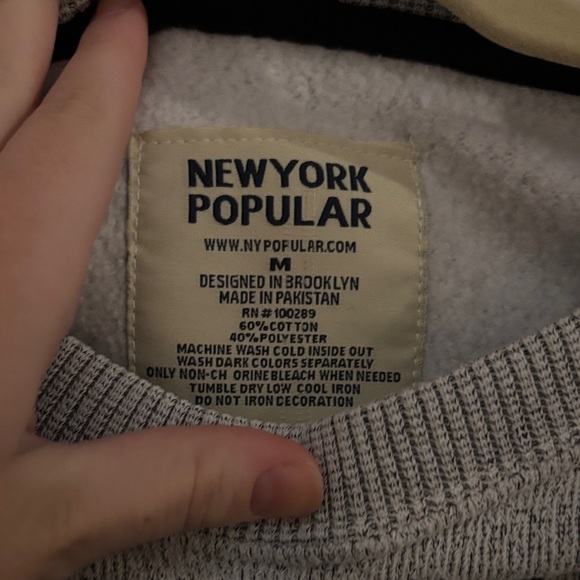 NEW YORK
POPULAR
WWW.NYPOPULAR.COM
M
DESIGNED IN BROOKLYN
MADE IN PAKISTAN
RN # 100289
60% COTTON
40% POLYESTER
MACHINE WASH COLD INSIDE OUT
WASH DARK COLORS SEPARATELY
ONLY NON-CH ORINE BLEACH WHEN NEEDED
TUMBLE DRY LOW COOL IRON
DO NOT IRON DECORATION